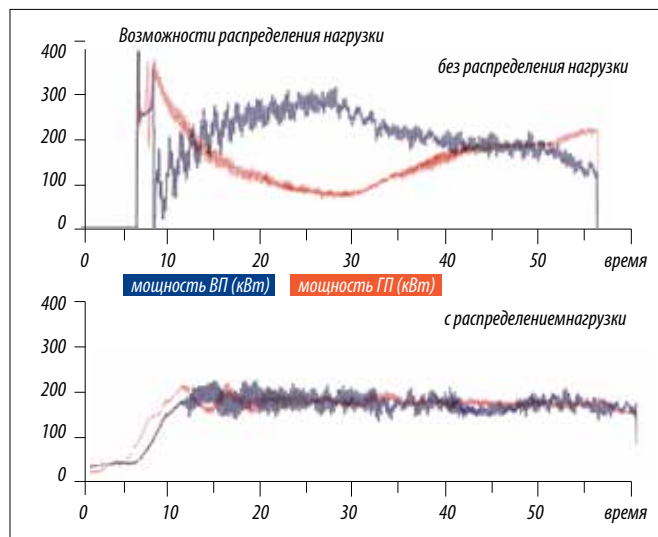 Возможности распределения нагрузки
без распределения нагрузки
400
300
200
100
0
0 10 20 30 40 50 время
мощность ВП (кВт) мощность ГП (кВт)
с распределениемнагрузки
400
300
200
100
0
0 10 20 30 40 50 время